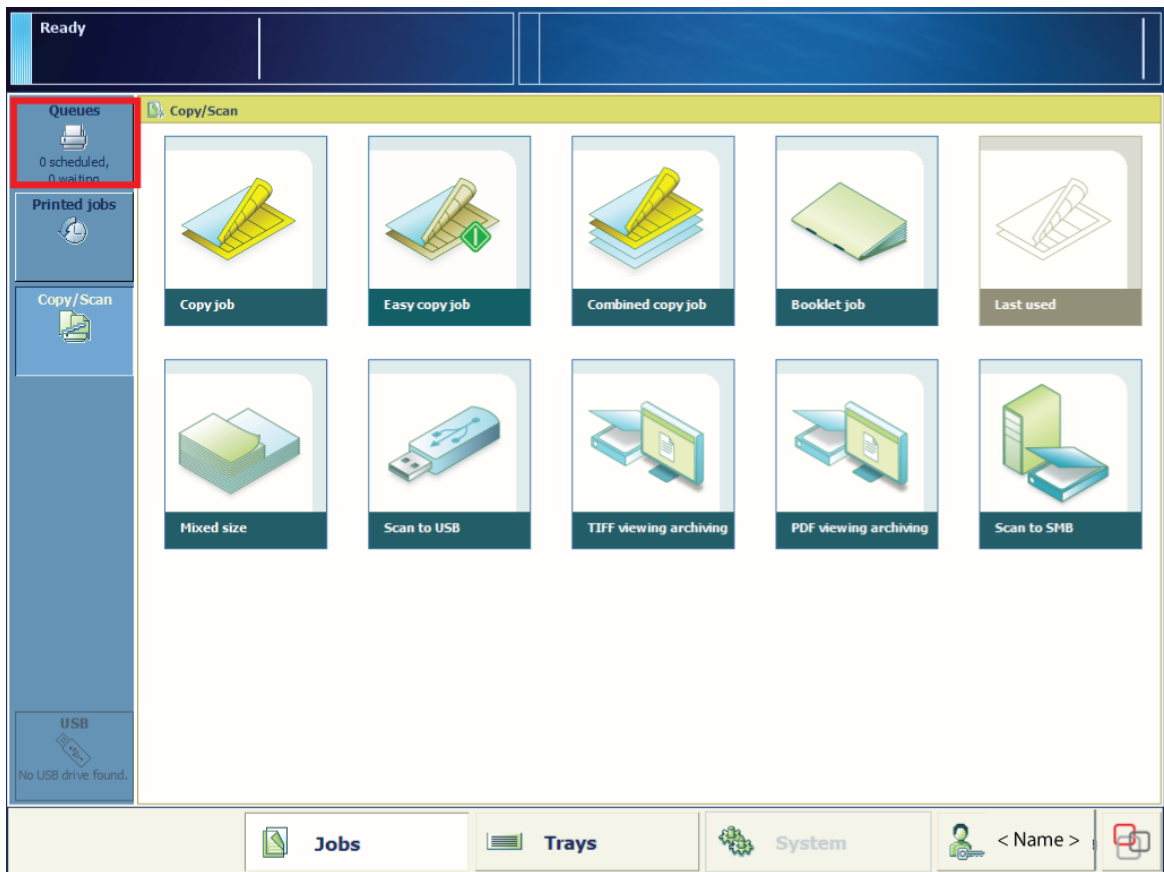 Ready
Queues
0 scheduled,
0 waiting
Printed jobs
Copy/Scan
USB
No USB drive found.
Copy/Scan
Copy job
Easy copy job
Combined copy job
Booklet job
Last used
Mixed size
Scan to USB
TIFF viewing archiving
PDF viewing archiving
Scan to SMB
Jobs
Trays
System
< Name >